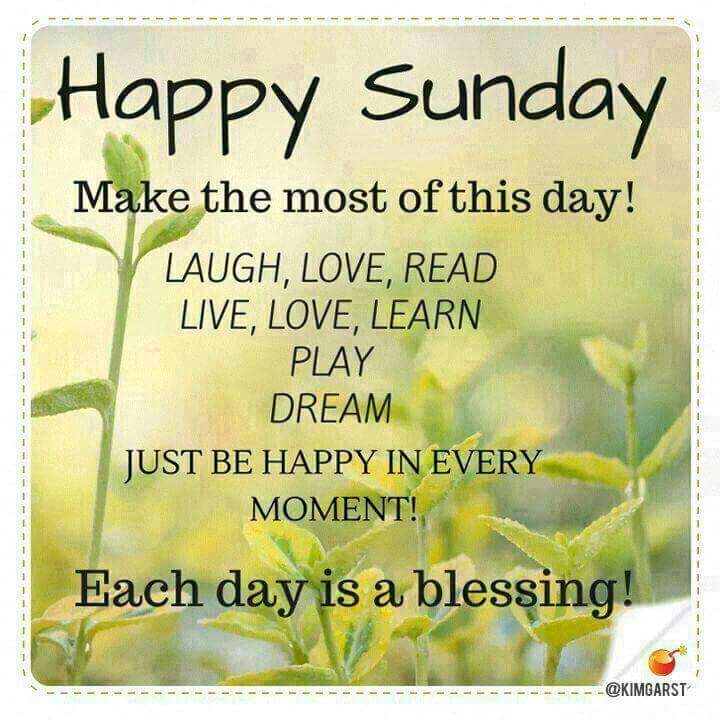 Happy Sunday
Make the most of this day!
LAUGH, LOVE, READ
LIVE, LOVE, LEARN
PLAY
DREAM
JUST BE HAPPY IN EVERY
MOMENT!
Each day is a blessing!
@KIMGARST